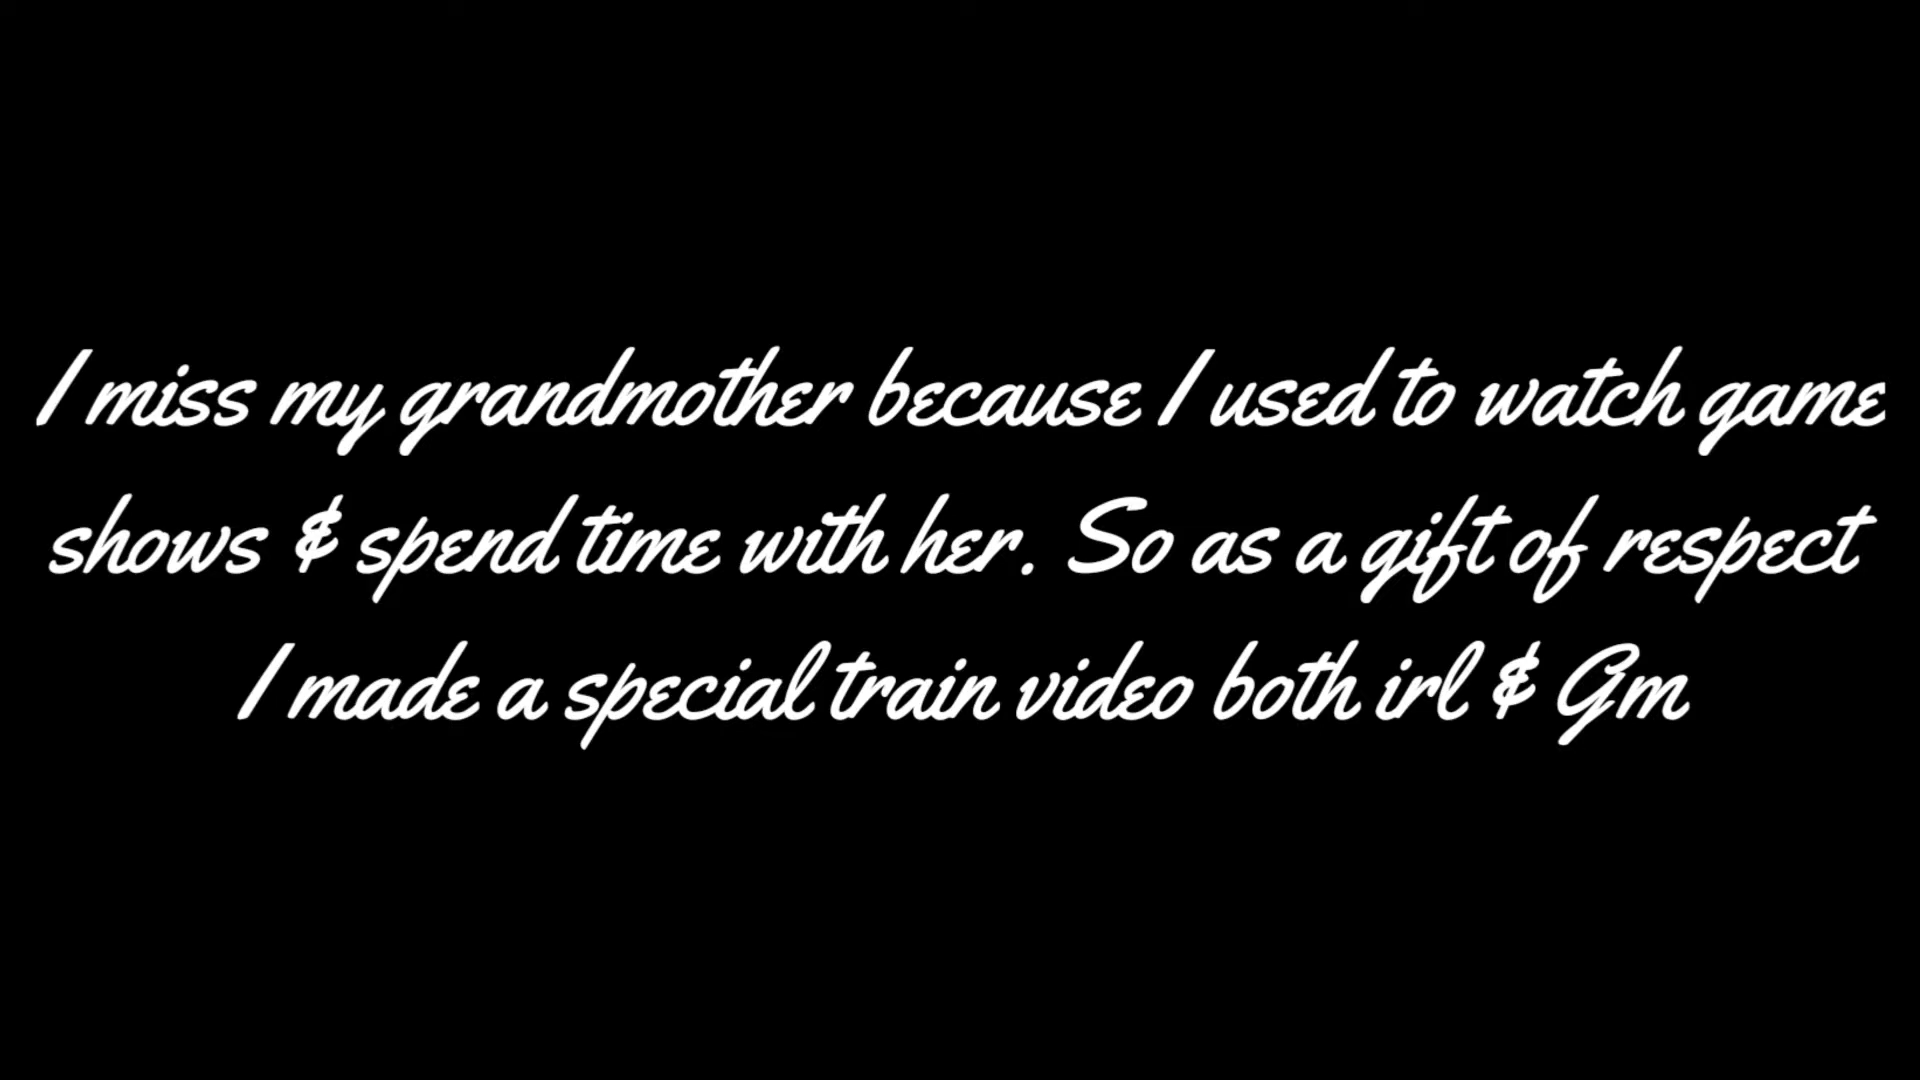 I miss my grandmother because I used to watch game
shows & spend time with her. So as a gift of respect
I made a special train video both irl & Gm